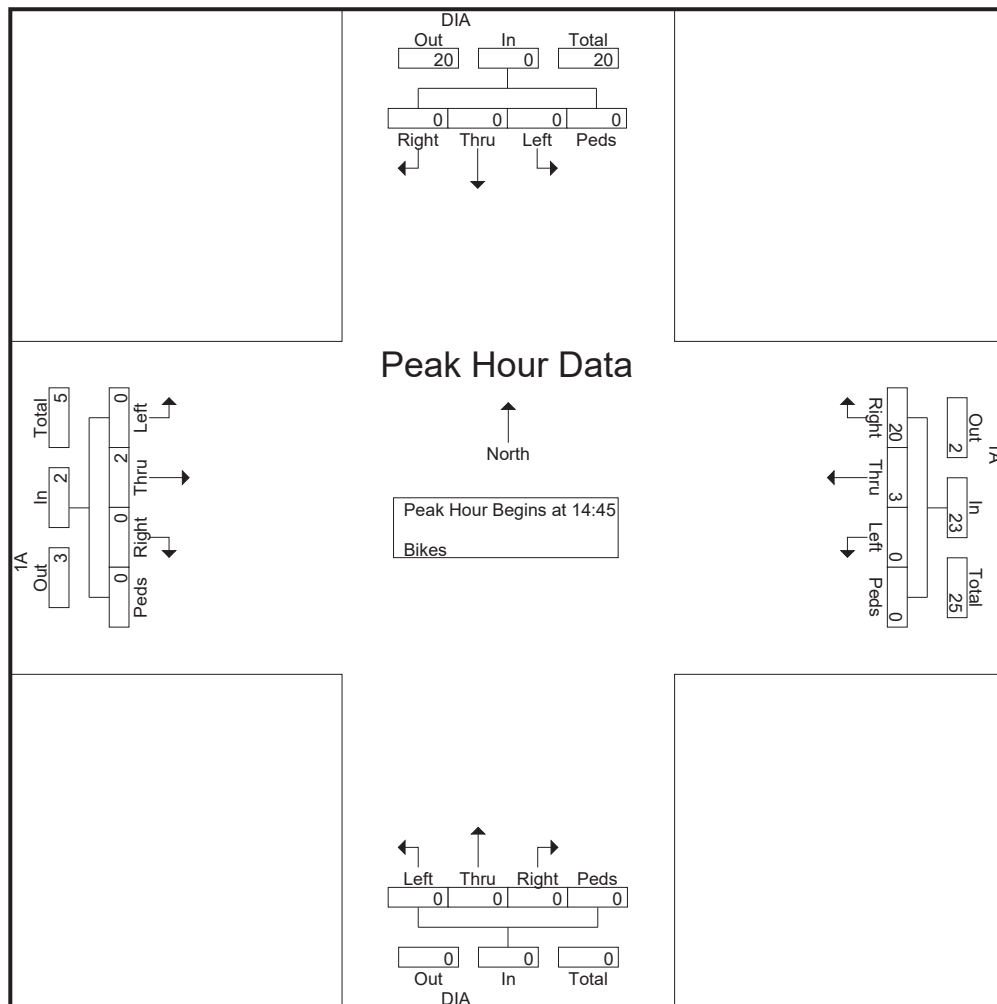 DIA
Out In Total
20 0 20
0 0 0 0
Right Thru Left Peds
Peak Hour Data
North
Peak Hour Begins at 14:45
Bikes
1A
Out In Total
3 2 5
0 2 0 0
Left Thru Right Peds
1A
Out In Total
2 23 25
20 3 0 0
Right Thru Left Peds
Left Thru Right Peds
0 0 0 0
0 0 0
Out In Total
DIA